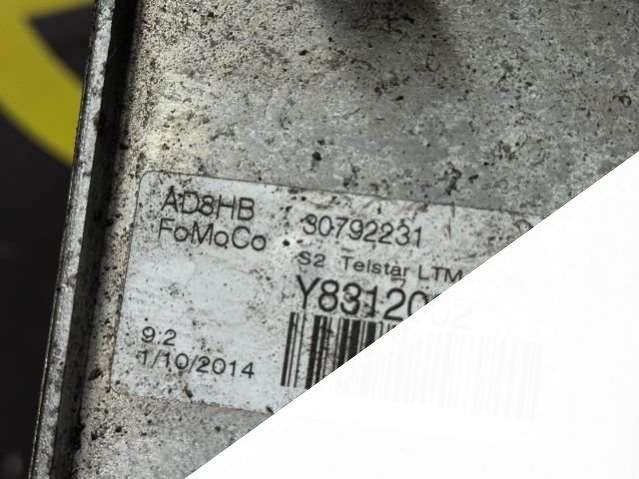 AD8HB 30792231
FoMoCo
S2 Telstar LTM
9.2
1/10/2014